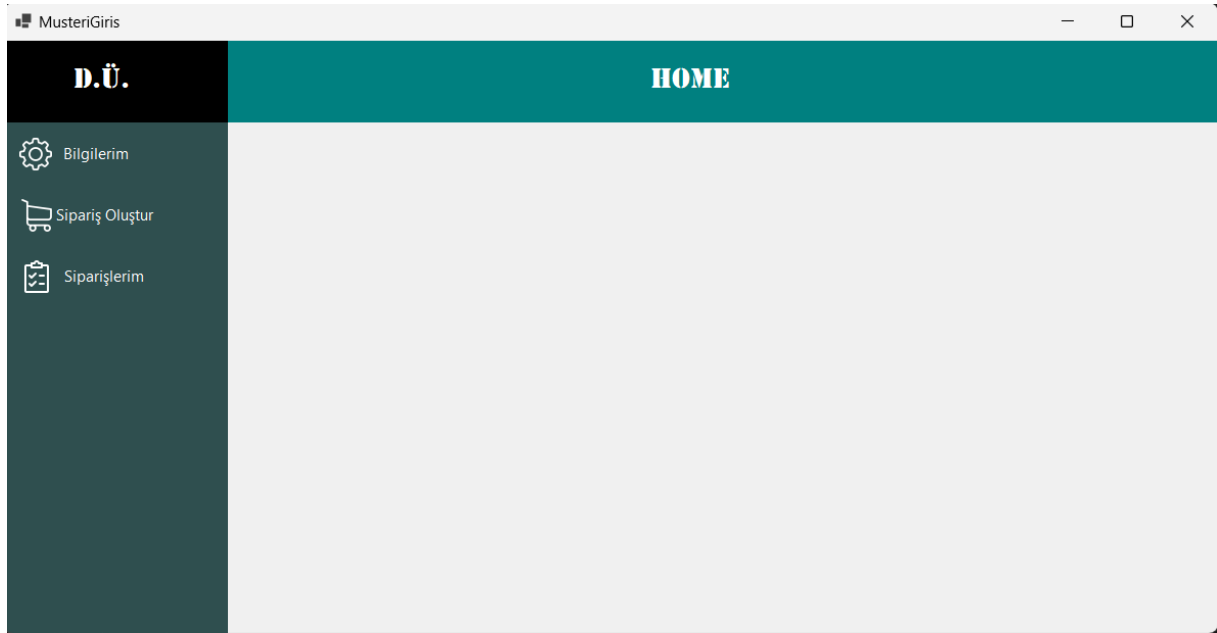 MusteriGiris
D.Ü.
HOME
Bilgilerim
Sipariş Oluştur
Siparişlerim